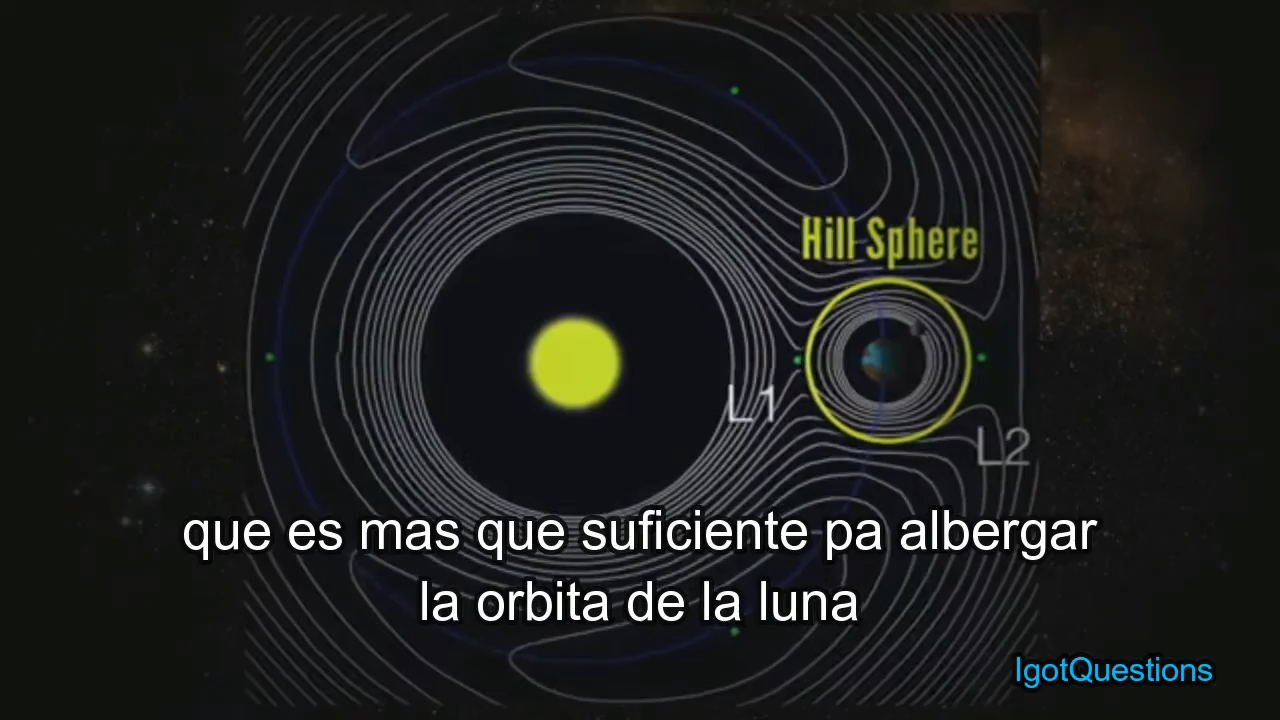 Hill Sphere
L1
L2
que es mas que suficiente pa albergar
la orbita de la luna
IgotQuestions